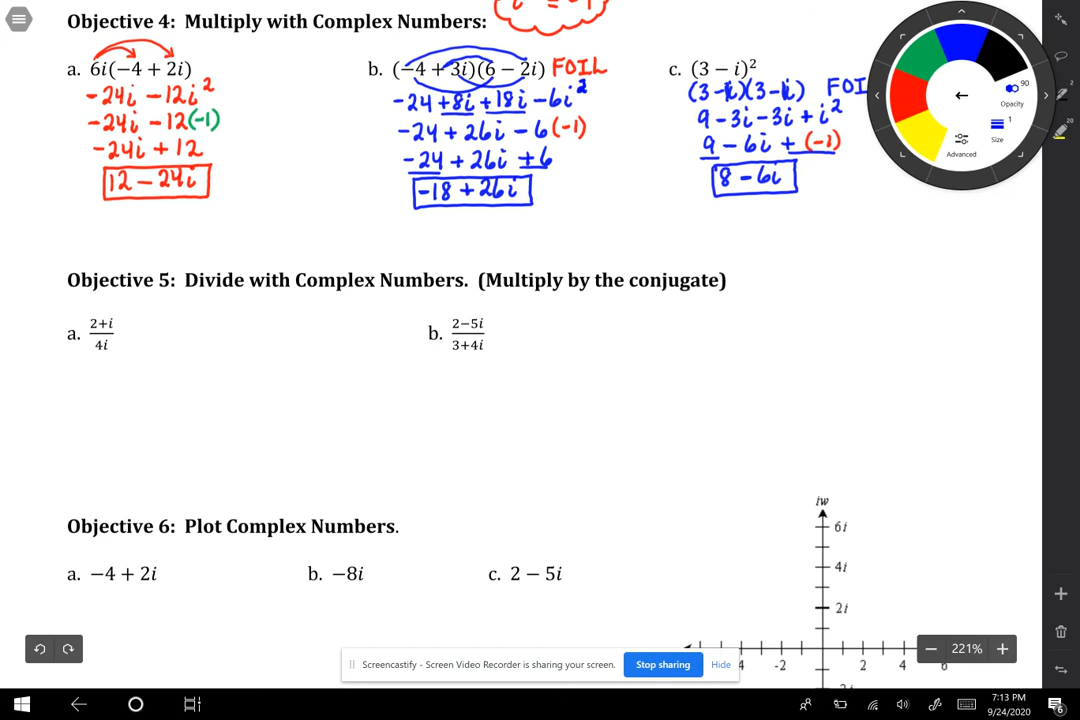 i² = -1
Objective 4: Multiply with Complex Numbers:
a. 6i(−4 + 2i)
-24i -12i²
-24i -12(-1)
-24i + 12
12 - 24i
b. (−4 + 3i)(6 − 2i) FOIL
-24 +8i +18i -6i²
-24 + 26i - 6(-1)
-24 + 26i +6
-18 + 26i
c. (3 − i)²
(3-i)(3-i) FOI
9 - 3i - 3i + i²
9 - 6i + (-1)
8 - 6i
90
Opacity
1
Size
Advanced
2
20
Objective 5: Divide with Complex Numbers. (Multiply by the conjugate)
a. 2+i
4i
b. 2−5i
3+4i
Objective 6: Plot Complex Numbers.
a. −4 + 2i
b. −8i
c. 2 − 5i
iw
6i
4i
2i
4 -2 2 4 6
221%
Screencastify - Screen Video Recorder is sharing your screen.
Stop sharing
Hide
7:13 PM
9/24/2020
6